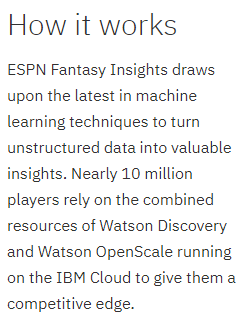 How it works
ESPN Fantasy Insights draws
upon the latest in machine
learning techniques to turn
unstructured data into valuable
insights. Nearly 10 million
players rely on the combined
resources of Watson Discovery
and Watson OpenScale running
on the IBM Cloud to give them a
competitive edge.